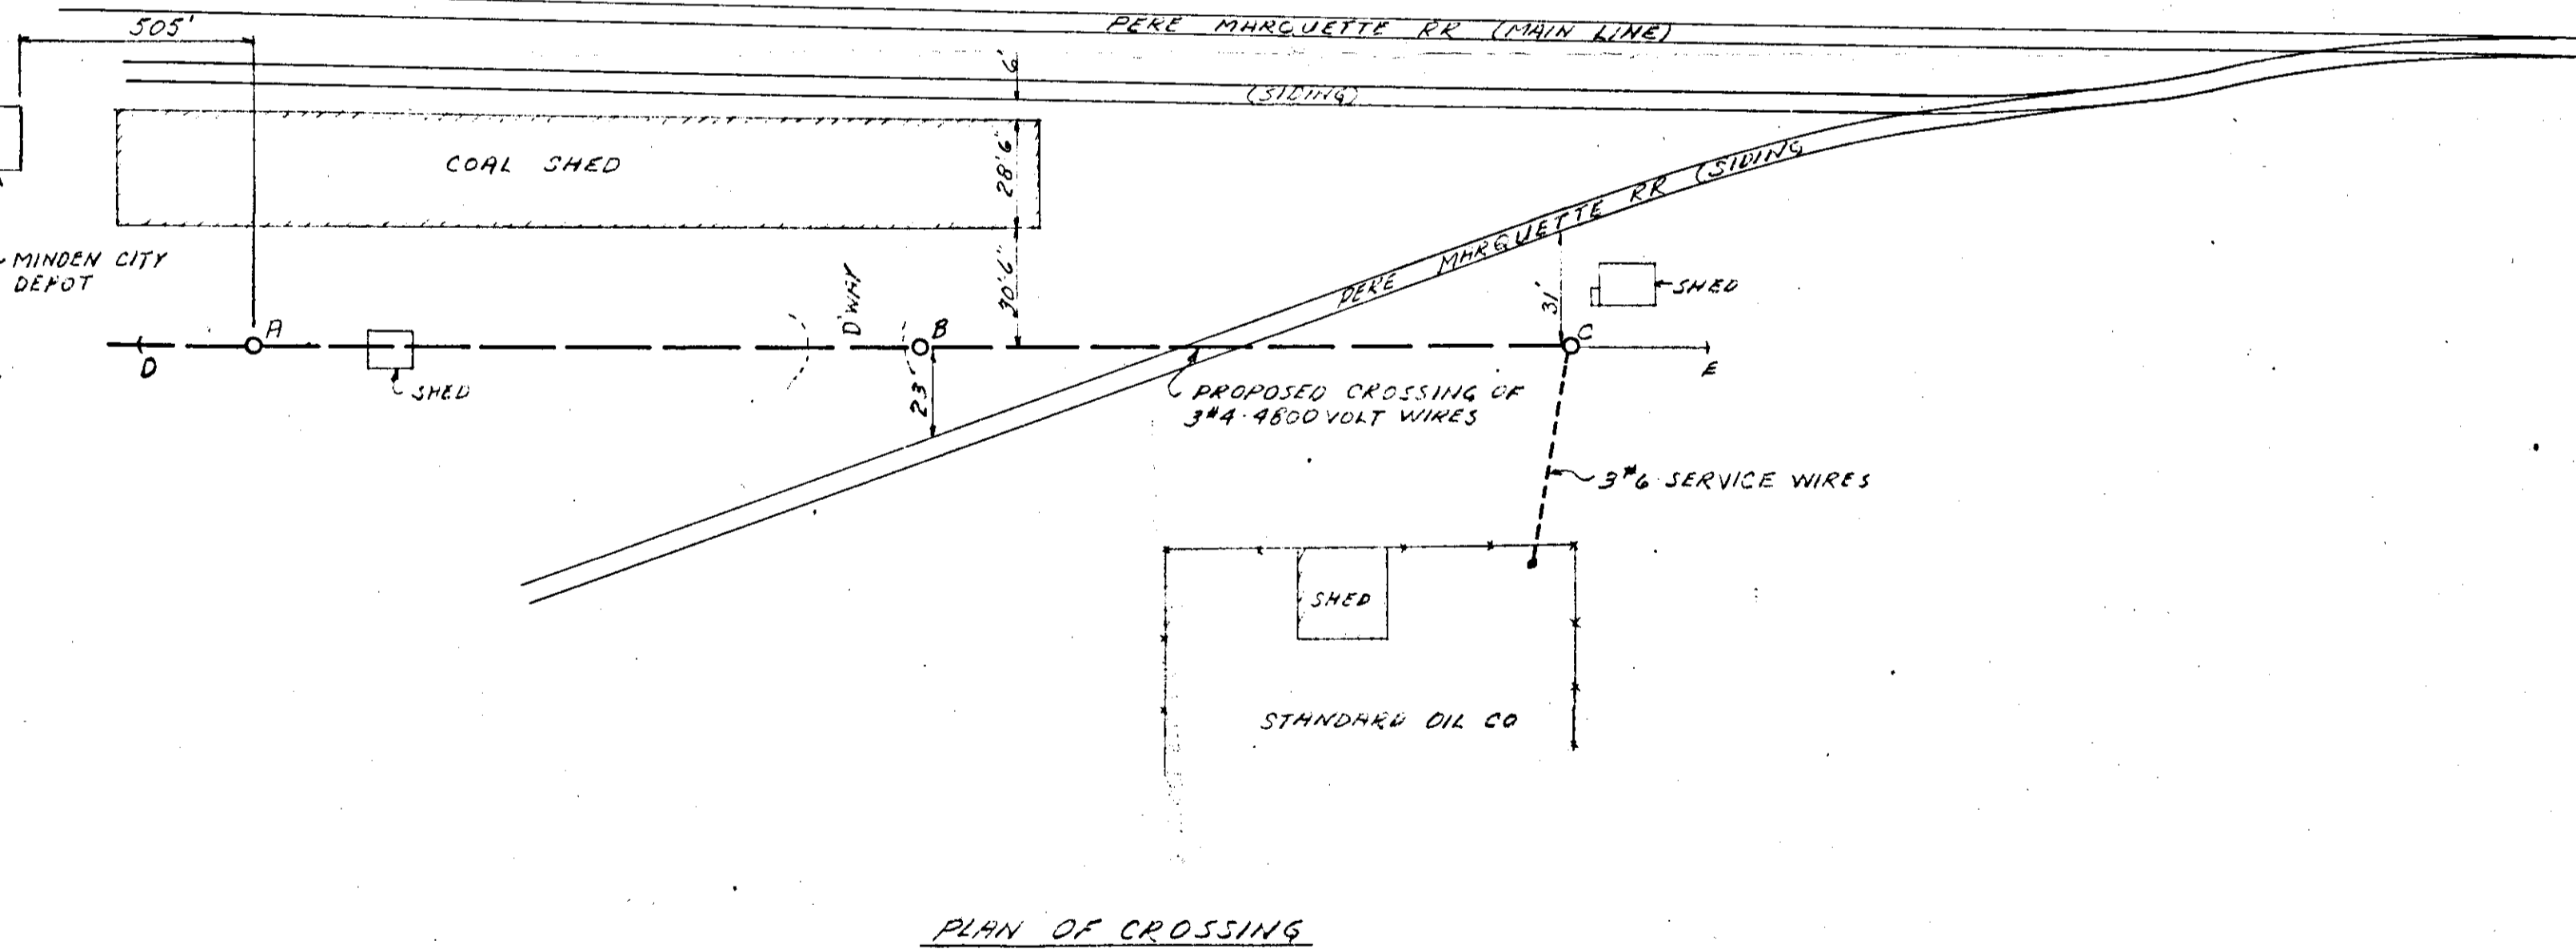 505'
PERE MARQUETTE RR (MAIN LINE)
6'
(SIDING)
COAL SHED
28'6"
30'6"
MINDEN CITY
DEPOT
D'WAY
PERE MARQUETTE RR (SIDING
31'
SHED
A
B
C
D
E
SHED
23'
PROPOSED CROSSING OF
3#4·4800 VOLT WIRES
3#6 SERVICE WIRES
SHED
STANDARD OIL CO
PLAN OF CROSSING